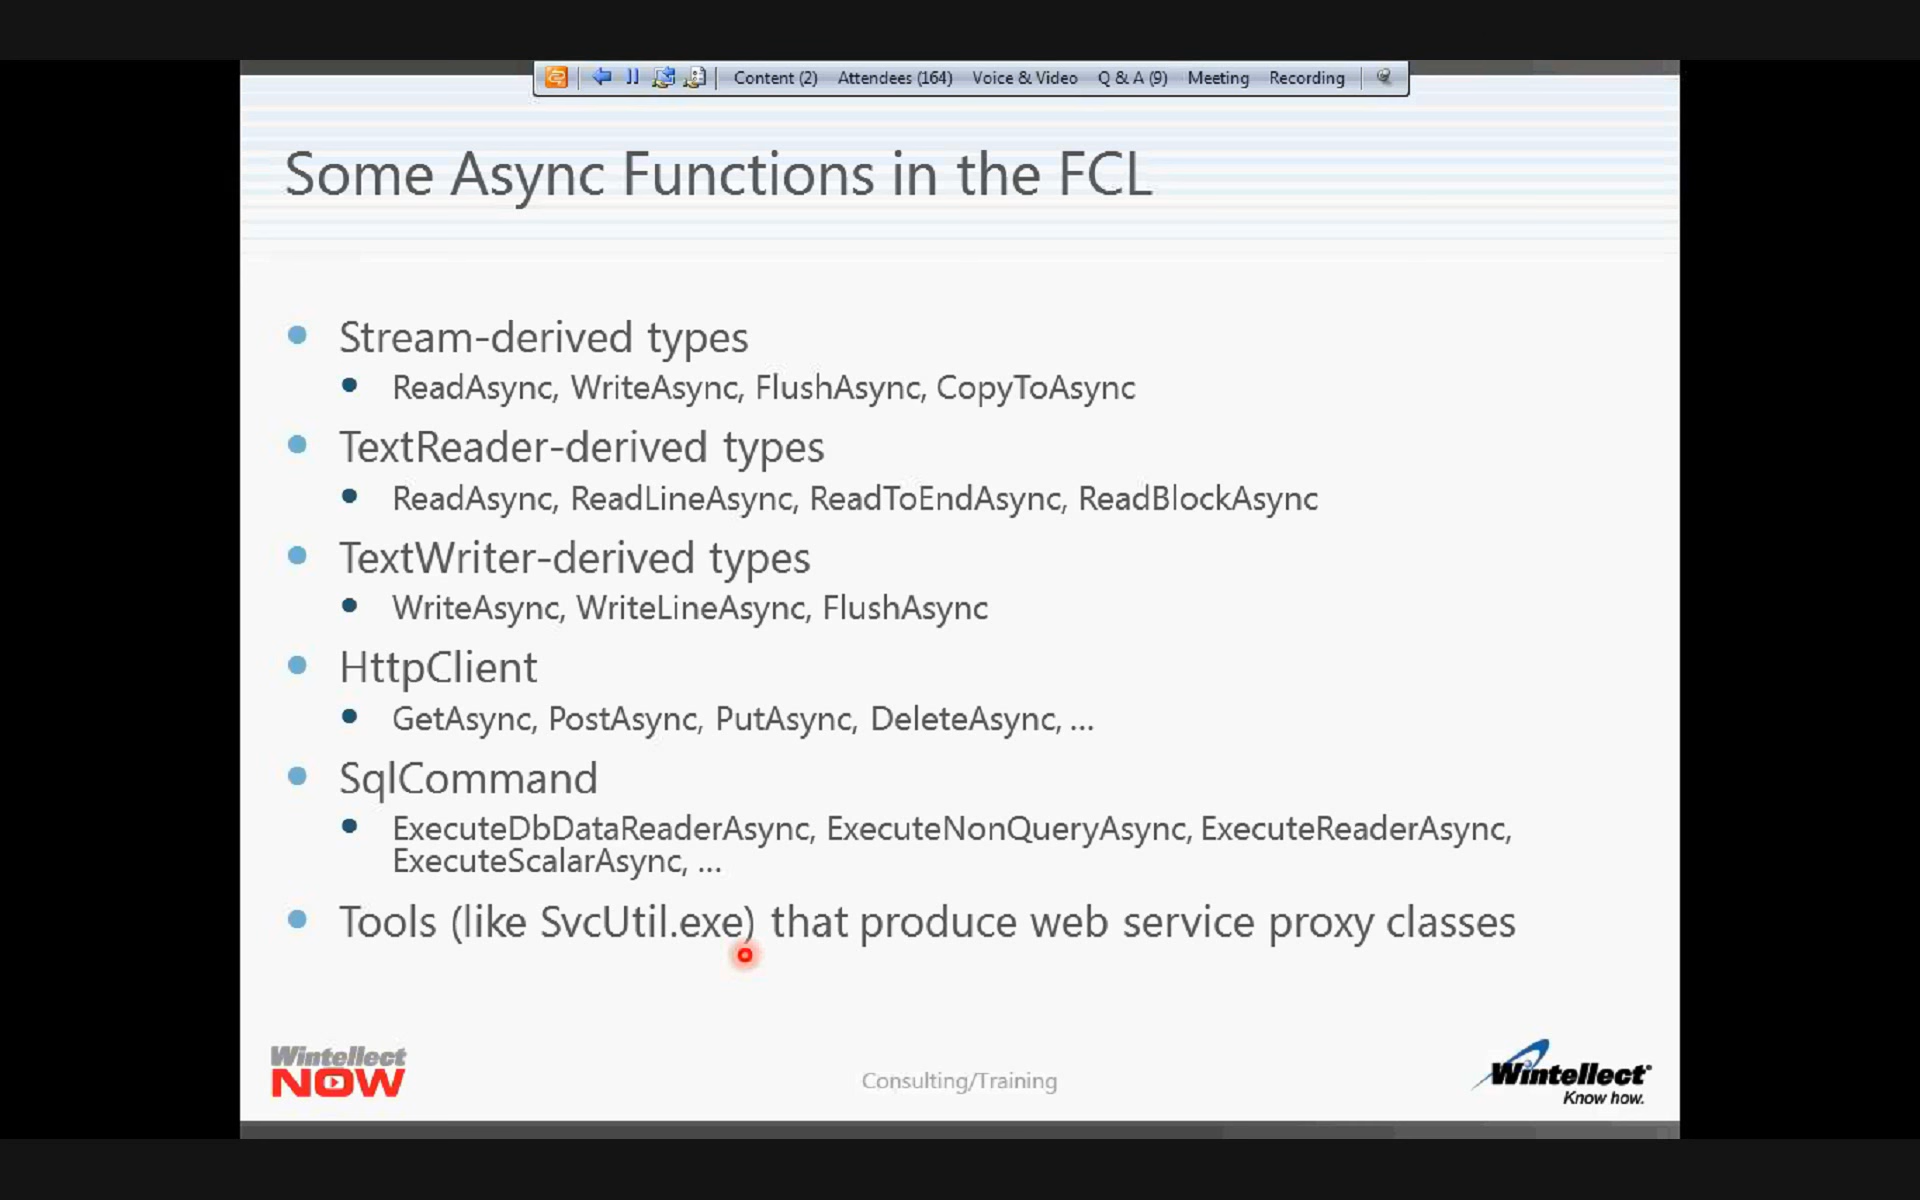 Content (2) Attendees (164) Voice & Video Q & A (9) Meeting Recording
Some Async Functions in the FCL
Stream-derived types
ReadAsync, WriteAsync, FlushAsync, CopyToAsync
TextReader-derived types
ReadAsync, ReadLineAsync, ReadToEndAsync, ReadBlockAsync
TextWriter-derived types
WriteAsync, WriteLineAsync, FlushAsync
HttpClient
GetAsync, PostAsync, PutAsync, DeleteAsync, ...
SqlCommand
ExecuteDbDataReaderAsync, ExecuteNonQueryAsync, ExecuteReaderAsync,
ExecuteScalarAsync, ...
Tools (like SvcUtil.exe) that produce web service proxy classes
Wintellect
NOW
Consulting/Training
Wintellect
Know how.